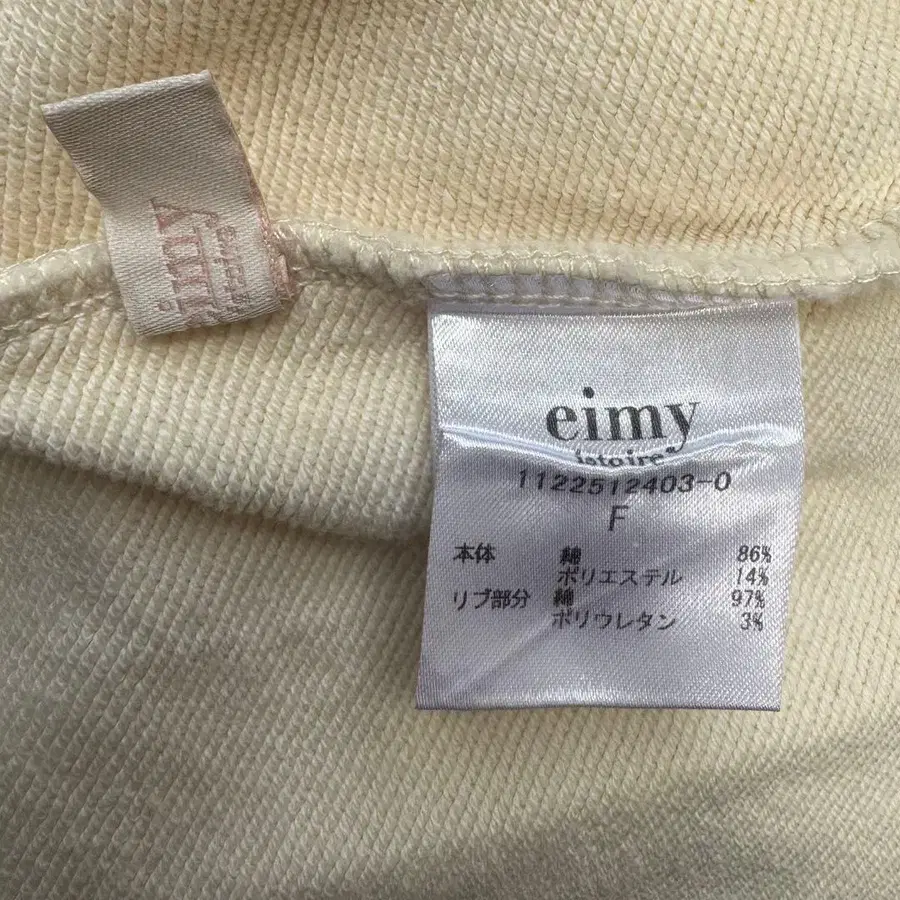 eimy
istoire
1122512403-0
F
本体 綿 86%
ポリエステル 14%
リブ部分 綿 97%
ポリウレタン 3%